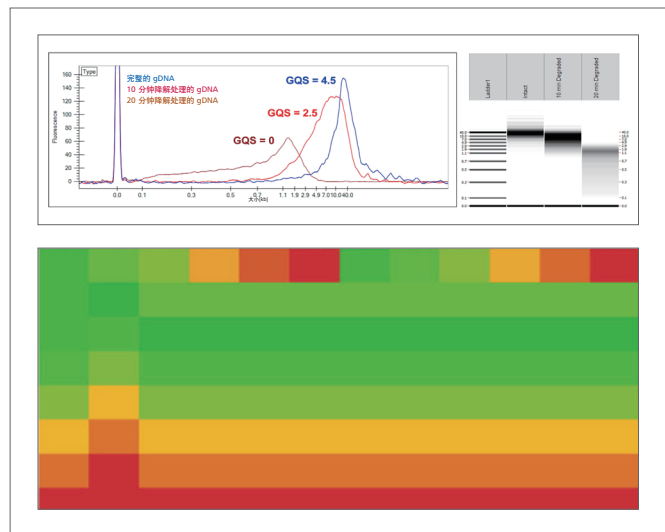 Type
完整的 gDNA
10 分钟降解处理的 gDNA
20 分钟降解处理的 gDNA
GQS = 4.5
GQS = 2.5
GQS = 0
Fluorescence
160
140
120
100
80
60
40
20
0
0.0 0.1 0.3 0.5 0.7 1.1 1.9 2.9 4.9 7.0 10.0 40.0
大小(kb)
Ladder1
Intact
10 min Degraded
20 min Degraded